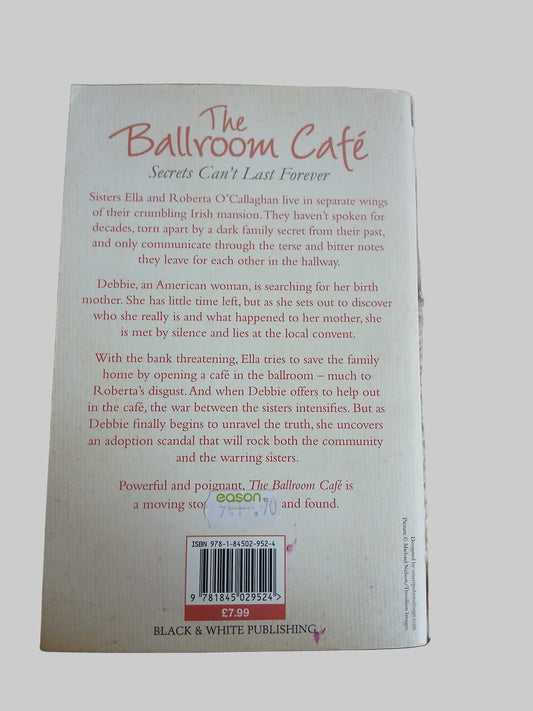 The
Ballroom Café
Secrets Can't Last Forever
Sisters Ella and Roberta O'Callaghan live in separate wings
of their crumbling Irish mansion. They haven't spoken for
decades, torn apart by a dark family secret from their past,
and only communicate through the terse and bitter notes
they leave for each other in the hallway.
Debbie, an American woman, is searching for her birth
mother. She has little time left, but as she sets out to discover
who she really is and what happened to her mother, she
is met by silence and lies at the local convent.
With the bank threatening, Ella tries to save the family
home by opening a café in the ballroom – much to
Roberta's disgust. And when Debbie offers to help out
in the café, the war between the sisters intensifies. But as
Debbie finally begins to unravel the truth, she uncovers
an adoption scandal that will rock both the community
and the warring sisters.
Powerful and poignant, The Ballroom Café is
a moving and found.
eason
ISBN 978-1-84502-952-4
9 781845 029524
£7.99
BLACK & WHITE PUBLISHING
Designed by stuartpolsondesign.com
Picture © Michael Nelson/Trevillion Images